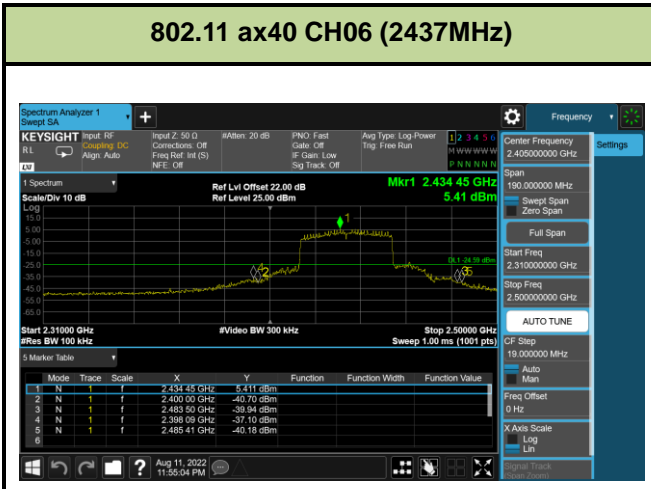 802.11 ax40 CH06 (2437MHz)
Spectrum Analyzer 1
Swept SA
+
Frequency
KEYSIGHT
RL
LXI
Input: RF
Coupling: DC
Align: Auto
Input Z: 50 Ω
Corrections: Off
Freq Ref: Int (S)
NFE: Off
#Atten: 20 dB
PNO: Fast
Gate: Off
IF Gain: Low
Sig Track: Off
Avg Type: Log-Power
Trig: Free Run
1 2 3 4 5 6
M W W W W W
P N N N N N
1 Spectrum
Scale/Div 10 dB
Ref Lvl Offset 22.00 dB
Ref Level 25.00 dBm
Mkr1 2.434 45 GHz
5.41 dBm
Log
15.0
5.00
-5.00
-15.0
-25.0
-35.0
-45.0
-55.0
-65.0
1
DL1 -24.59 dBm
Start 2.31000 GHz
#Res BW 100 kHz
#Video BW 300 kHz
Stop 2.50000 GHz
Sweep 1.00 ms (1001 pts)
5 Marker Table
Mode Trace Scale X Y Function Function Width Function Value
1 N 1 f 2.434 45 GHz 5.411 dBm
2 N 1 f 2.400 00 GHz -40.70 dBm
3 N 1 f 2.483 50 GHz -39.94 dBm
4 N 1 f 2.398 09 GHz -37.10 dBm
5 N 1 f 2.485 41 GHz -40.18 dBm
6
?
Aug 11, 2022
11:55:04 PM
Center Frequency
2.405000000 GHz
Settings
Span
190.000000 MHz
Swept Span
Zero Span
Full Span
Start Freq
2.310000000 GHz
Stop Freq
2.500000000 GHz
AUTO TUNE
CF Step
19.000000 MHz
Auto
Man
Freq Offset
0 Hz
X Axis Scale
Log
Lin
Signal Track
(Span Zoom)